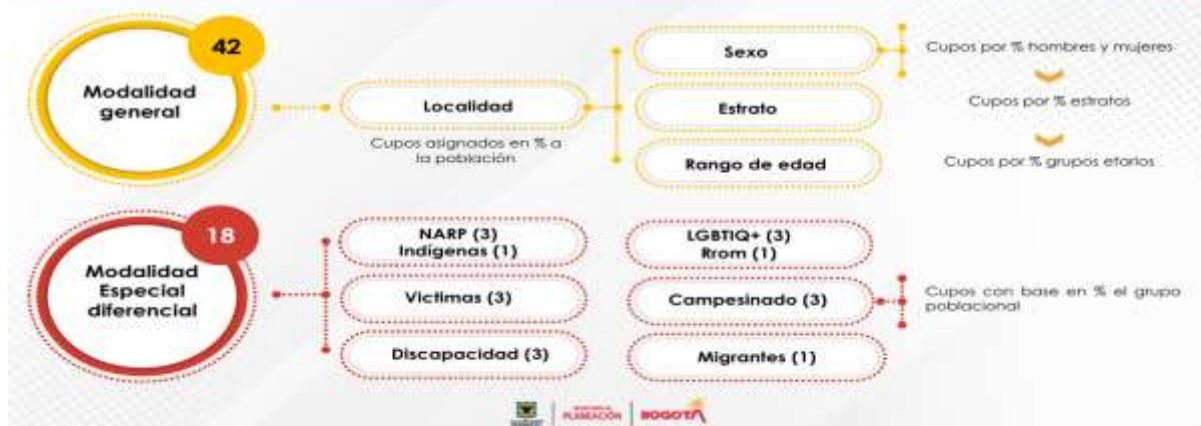 42
Modalidad
general
Localidad
Cupos asignados en % a
la población
Sexo
Estrato
Rango de edad
Cupos por % hombres y mujeres
Cupos por % estratos
Cupos por % grupos etarios
18
Modalidad
Especial
diferencial
NARP (3)
Indígenas (1)
Victimas (3)
Discapacidad (3)
LGBTIQ+ (3)
Rrom (1)
Campesinado (3)
Migrantes (1)
Cupos con base en % el grupo
poblacional
PLANEACIÓN
BOGOTÁ